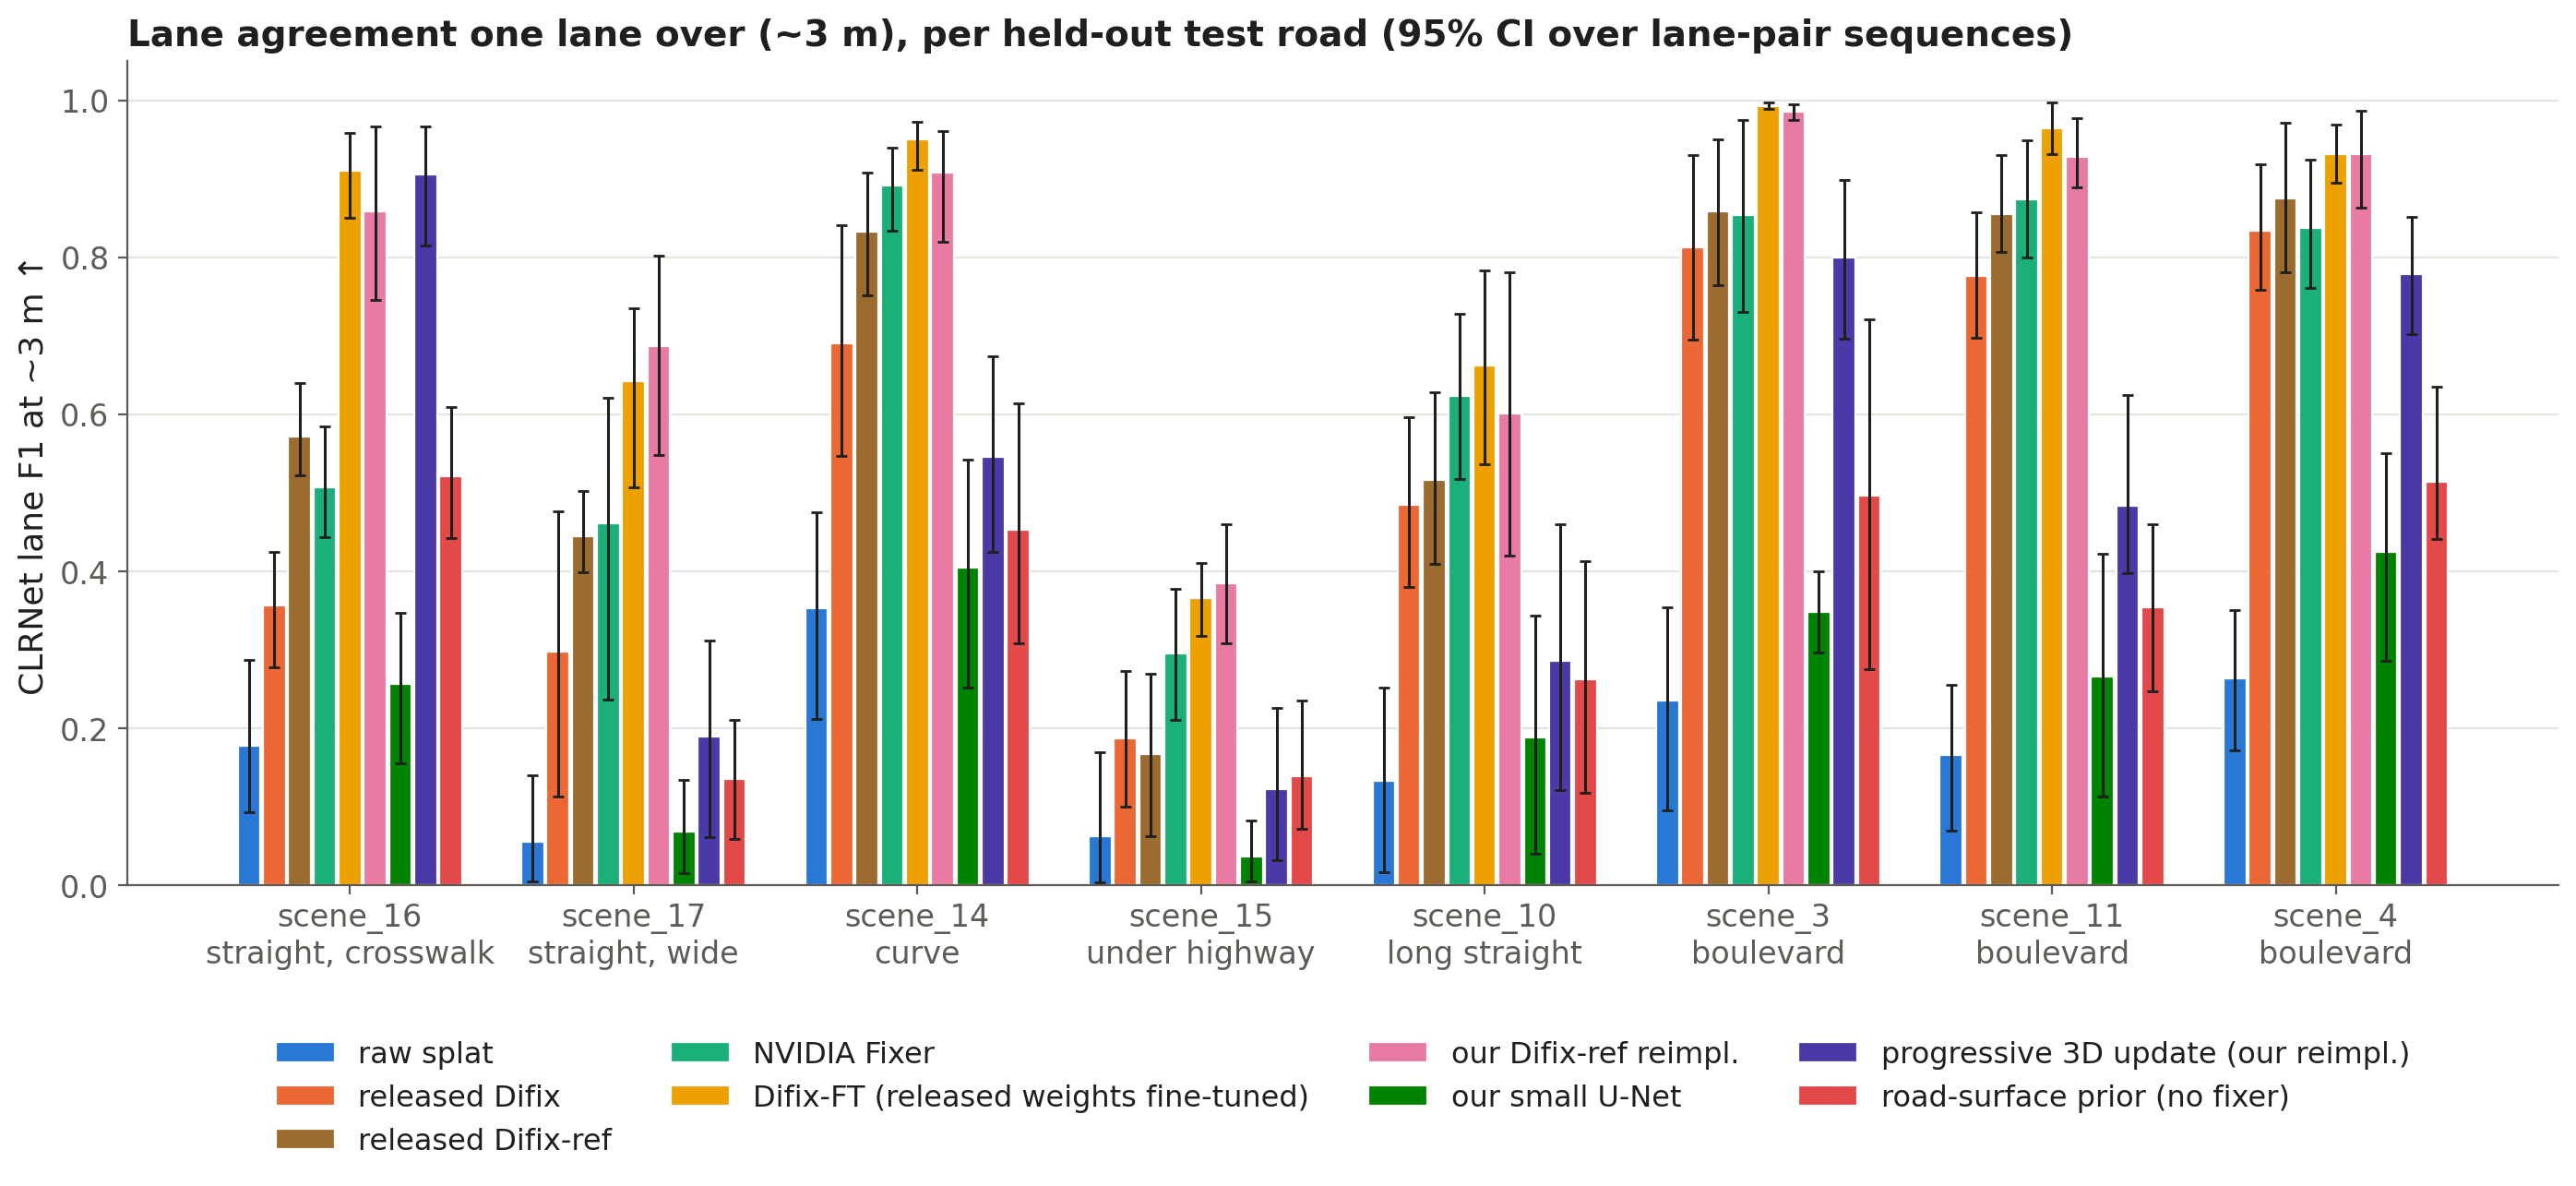 Lane agreement one lane over (~3 m), per held-out test road (95% CI over lane-pair sequences)
CLRNet lane F1 at ~3 m ↑
1.0
0.8
0.6
0.4
0.2
0.0
scene_16
straight, crosswalk
scene_17
straight, wide
scene_14
curve
scene_15
under highway
scene_10
long straight
scene_3
boulevard
scene_11
boulevard
scene_4
boulevard
raw splat
released Difix
released Difix-ref
NVIDIA Fixer
Difix-FT (released weights fine-tuned)
our Difix-ref reimpl.
our small U-Net
progressive 3D update (our reimpl.)
road-surface prior (no fixer)